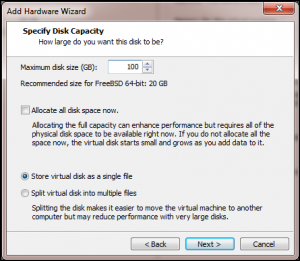 Add Hardware Wizard
Specify Disk Capacity
How large do you want this disk to be?
Maximum disk size (GB): 100
Recommended size for FreeBSD 64-bit: 20 GB
Allocate all disk space now.
Allocating the full capacity can enhance performance but requires all of the
physical disk space to be available right now. If you do not allocate all the
space now, the virtual disk starts small and grows as you add data to it.
Store virtual disk as a single file
Split virtual disk into multiple files
Splitting the disk makes it easier to move the virtual machine to another
computer but may reduce performance with very large disks.
< Back Next > Cancel